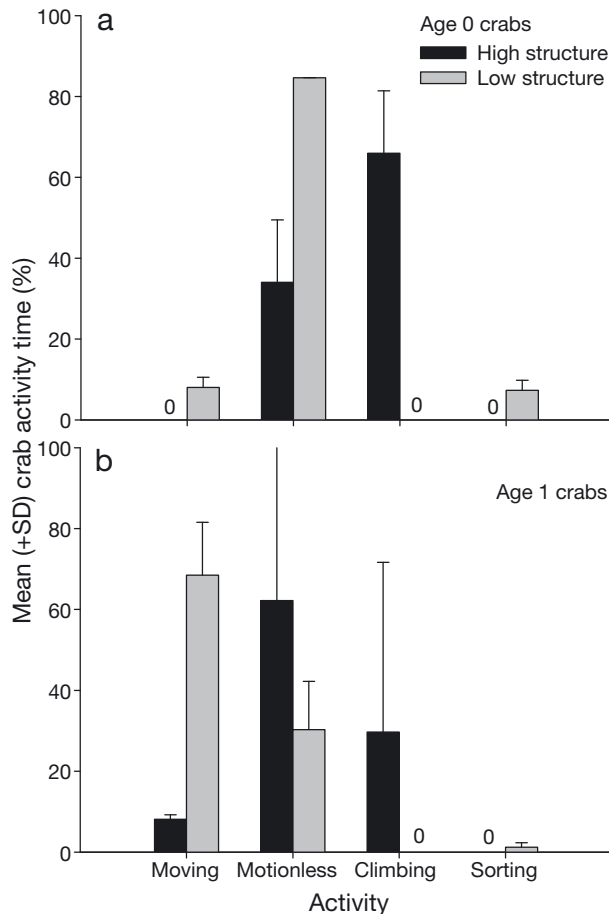 100
a
Age 0 crabs
High structure
Low structure
80
60
40
20
0
0
0
0
Mean (+SD) crab activity time (%)
100
b
Age 1 crabs
80
60
40
20
0
0
0
Moving
Motionless
Climbing
Sorting
Activity